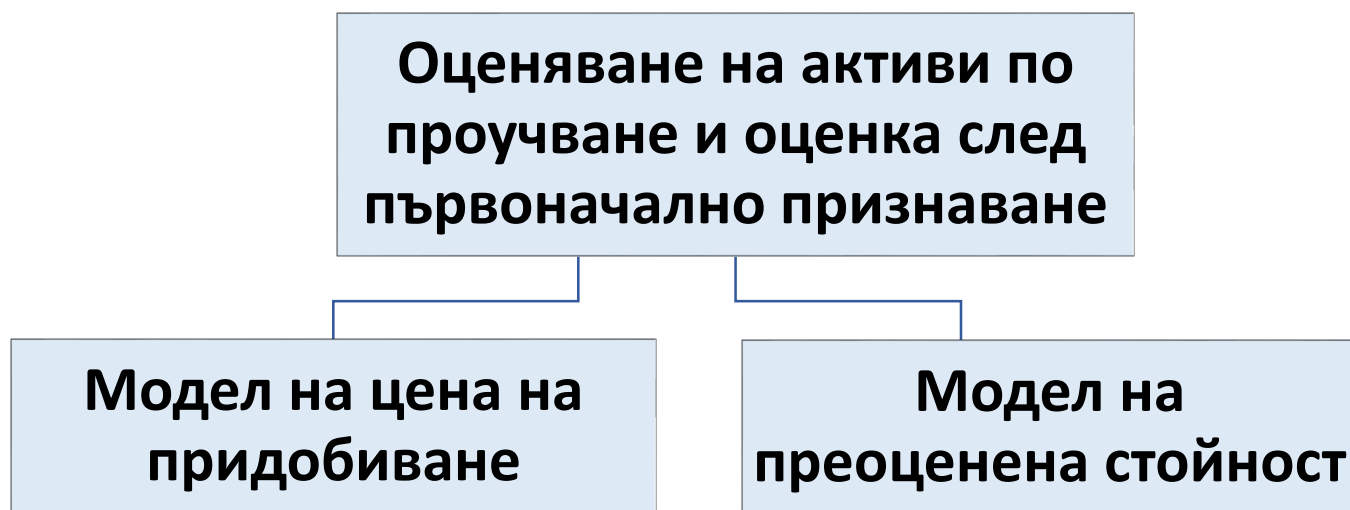 Оценяване на активи по
проучване и оценка след
първоначално признаване
Модел на цена на
придобиване
Модел на
преоценена стойност